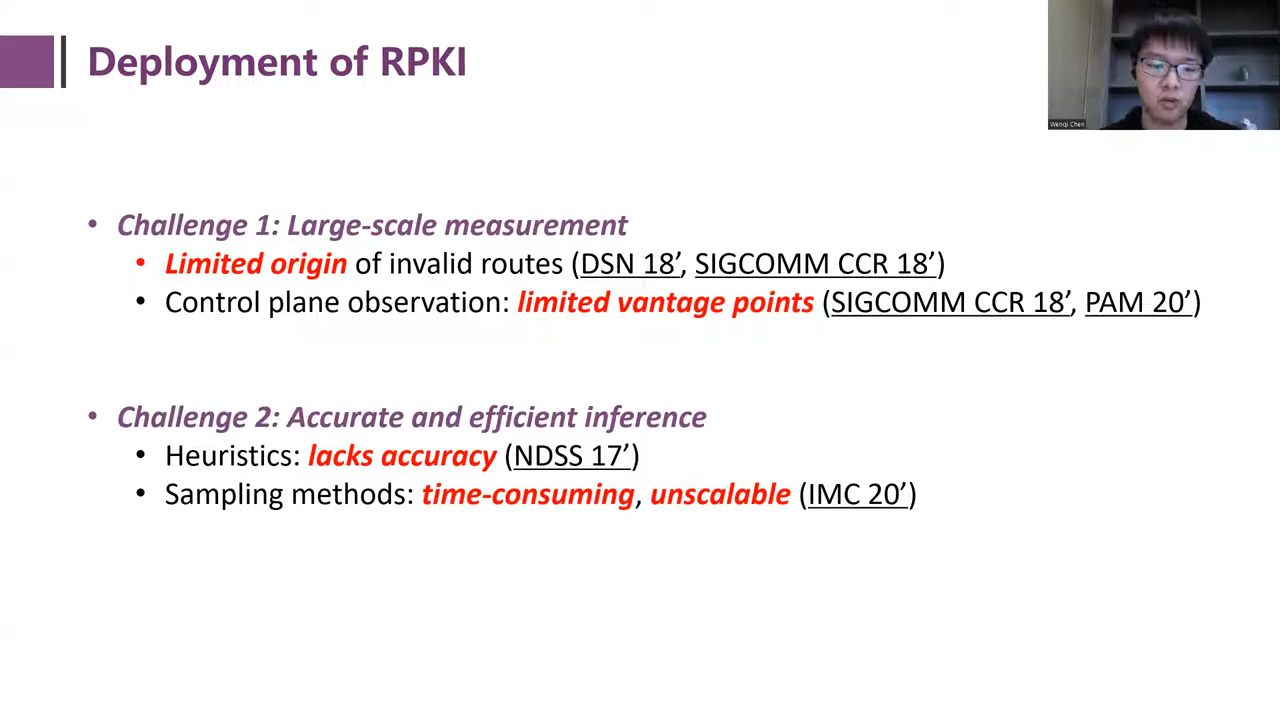 Deployment of RPKI
Wenqi Chen
• Challenge 1: Large-scale measurement
• Limited origin of invalid routes (DSN 18’, SIGCOMM CCR 18’)
• Control plane observation: limited vantage points (SIGCOMM CCR 18’, PAM 20’)
• Challenge 2: Accurate and efficient inference
• Heuristics: lacks accuracy (NDSS 17’)
• Sampling methods: time-consuming, unscalable (IMC 20’)